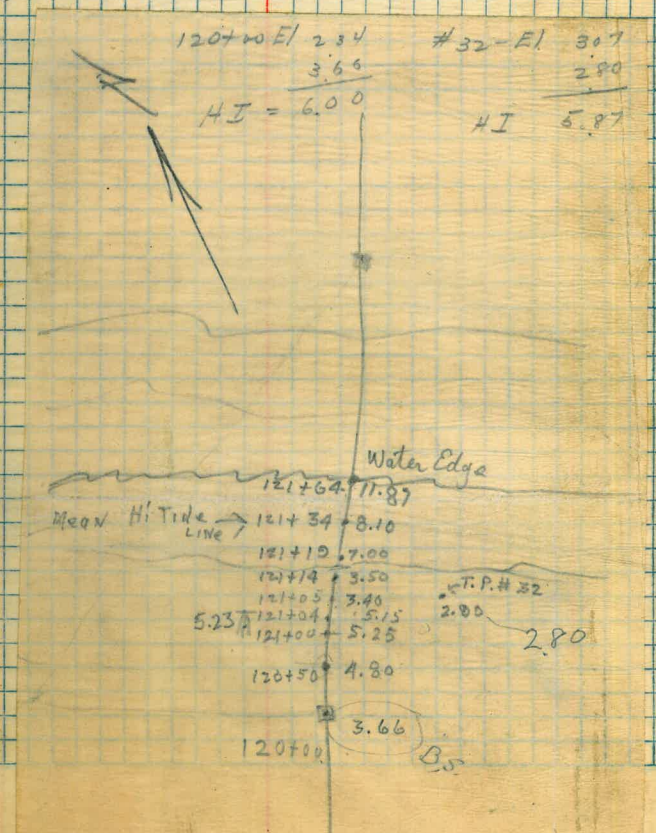 120+00 El 2 34 #32-El 3.07
3.66 2.80
HI = 6.00 HI 5.87
Water Edge
121+64 11.89
Mean Hi Tide → 121+34 8.10
Line
121+19 7.00
121+14 3.50 T.P. #32
121+05 3.40 2.80
5.23 121+04 5.15 2.80
121+00 5.25
120+50 4.80
3.66
120+00 B.S